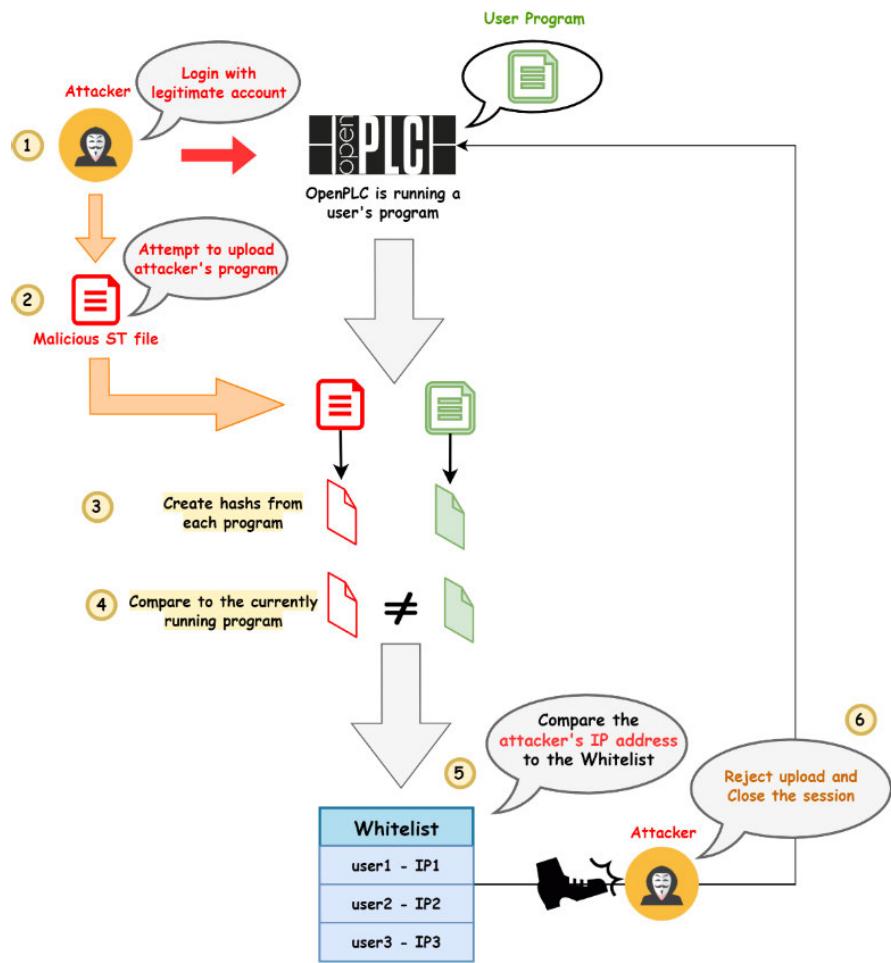 User Program
Login with
legitimate account
Attacker
1
open
PLC
OpenPLC is running a
user's program
Attempt to upload
attacker's program
2
Malicious ST file
3
Create hashs from
each program
4
Compare to the currently
running program
≠
5
Compare the
attacker's IP address
to the Whitelist
6
Reject upload and
Close the session
Attacker
Whitelist
user1 - IP1
user2 - IP2
user3 - IP3